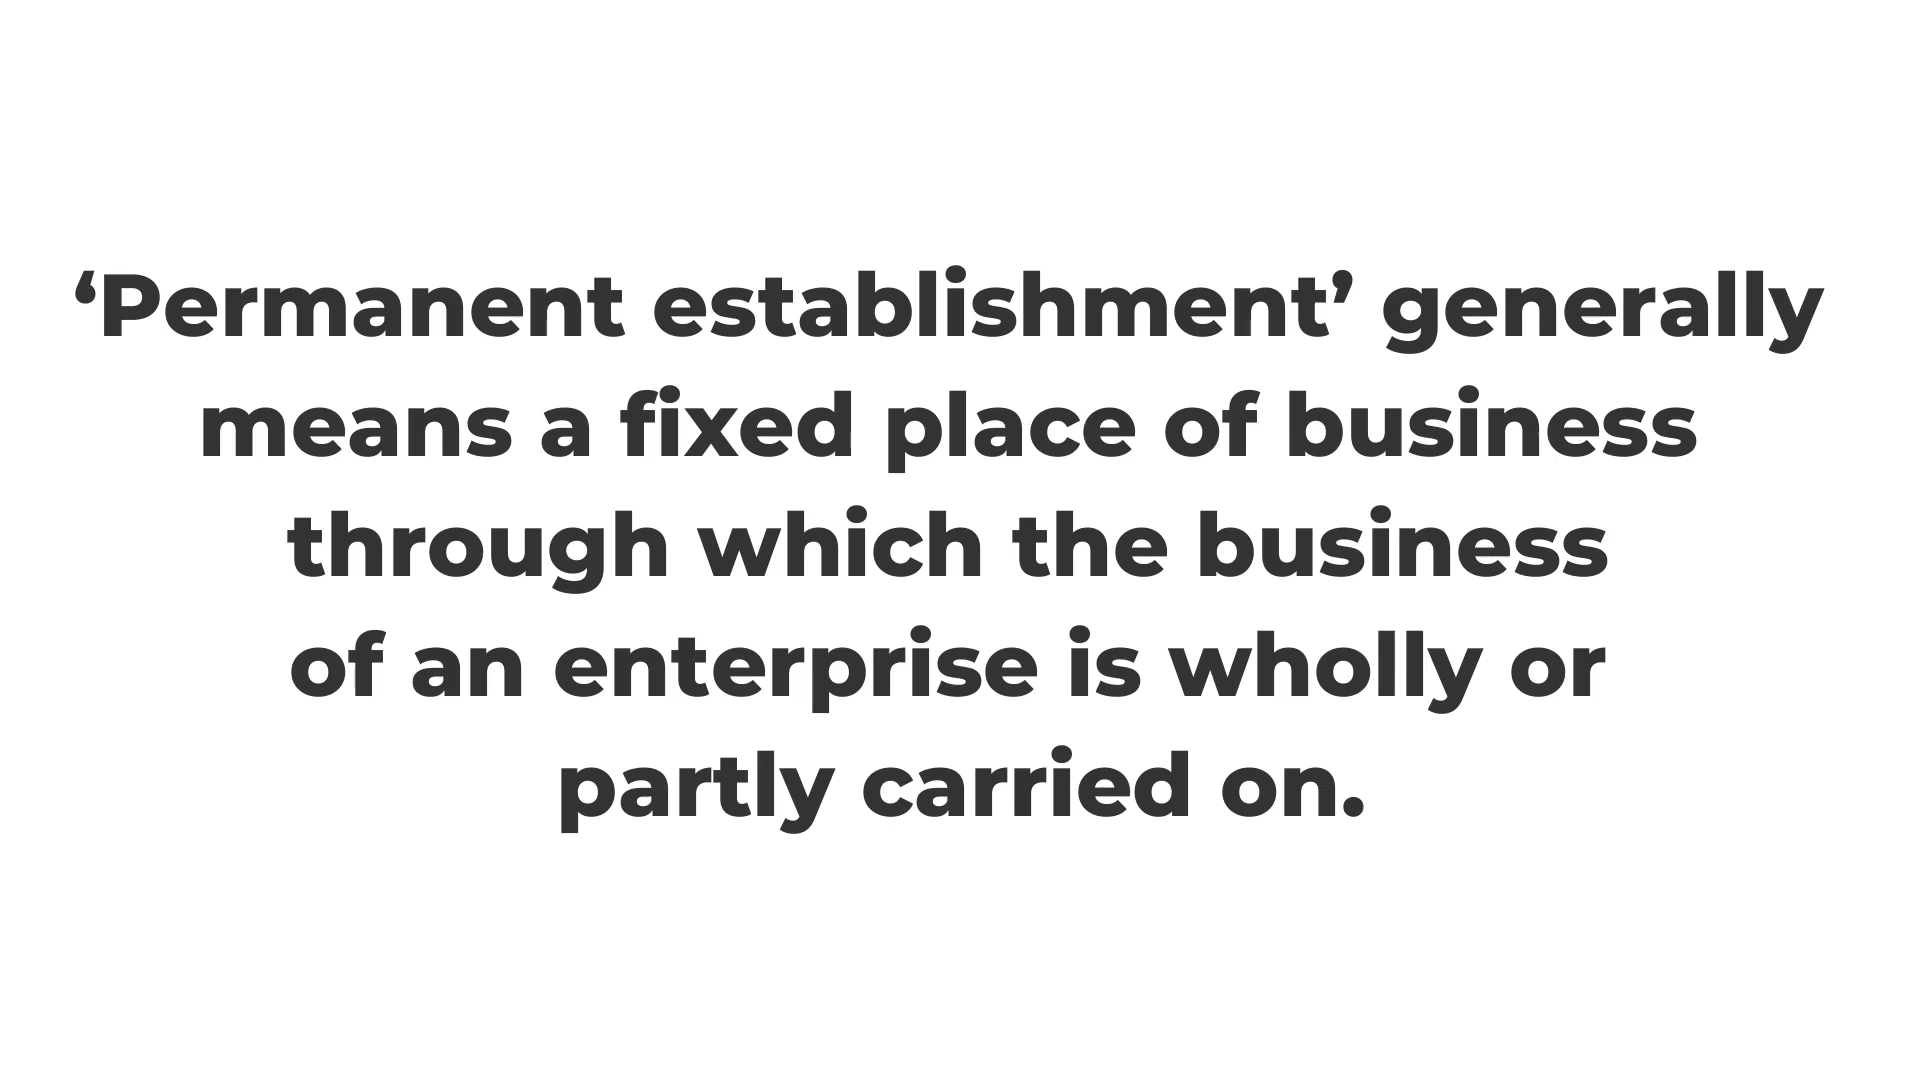 ‘Permanent establishment’ generally
means a fixed place of business
through which the business
of an enterprise is wholly or
partly carried on.